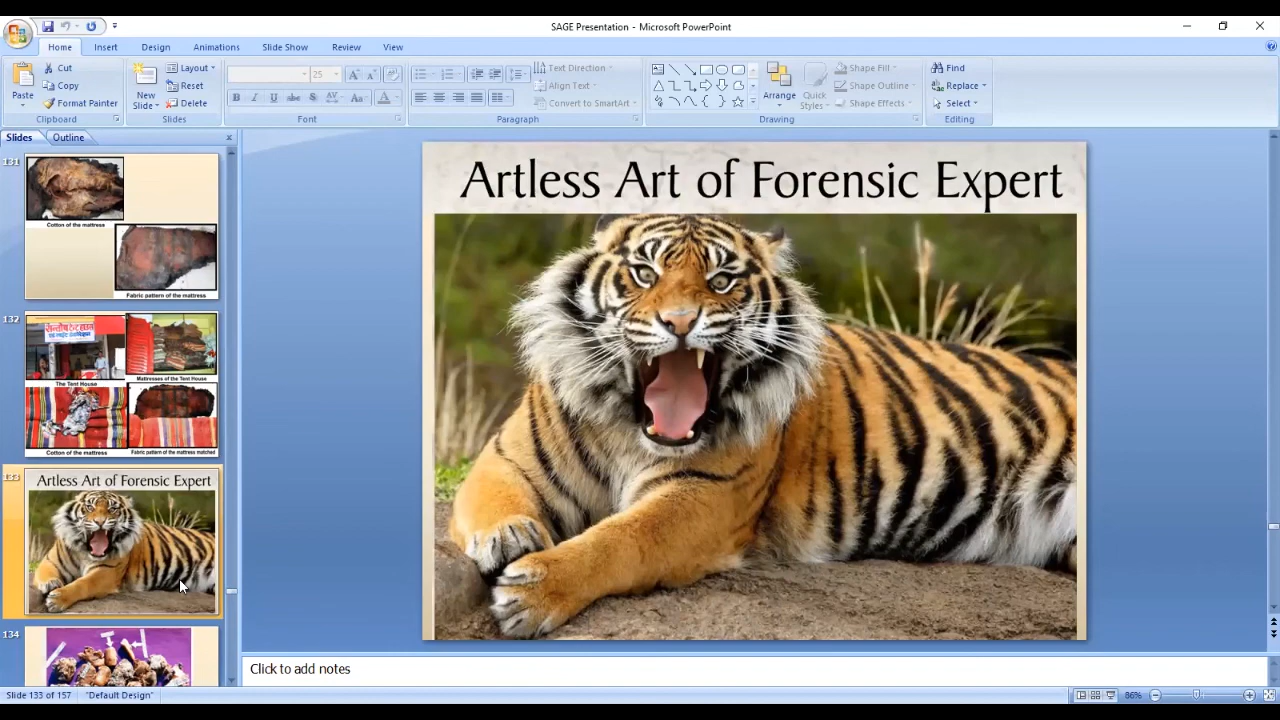 SAGE Presentation - Microsoft PowerPoint
Home Insert Design Animations Slide Show Review View
Cut
Copy
Format Painter
Paste
Clipboard
New
Slide
Layout
Reset
Delete
Slides
25
B I U abc S AV Aa A
Font
Text Direction
Align Text
Convert to SmartArt
Paragraph
Arrange
Quick
Styles
Shape Fill
Shape Outline
Shape Effects
Drawing
Find
Replace
Select
Editing
Slides Outline
131
Cotton of the mattress
Fabric pattern of the mattress
132
The Tent House
Mattresses of the Tent House
Cotton of the mattress
Fabric pattern of the mattress matched
133
Artless Art of Forensic Expert
134
Artless Art of Forensic Expert
Click to add notes
Slide 133 of 157
"Default Design"
86%